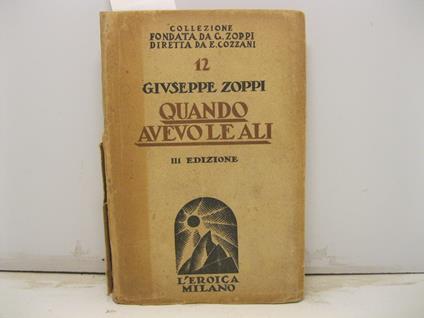 COLLEZIONE
FONDATA DA G. ZOPPI
DIRETTA DA E. COZZANI
12
GIVSEPPE ZOPPI
QUANDO
AVEVO LE ALI
III EDIZIONE
L'EROICA
MILANO